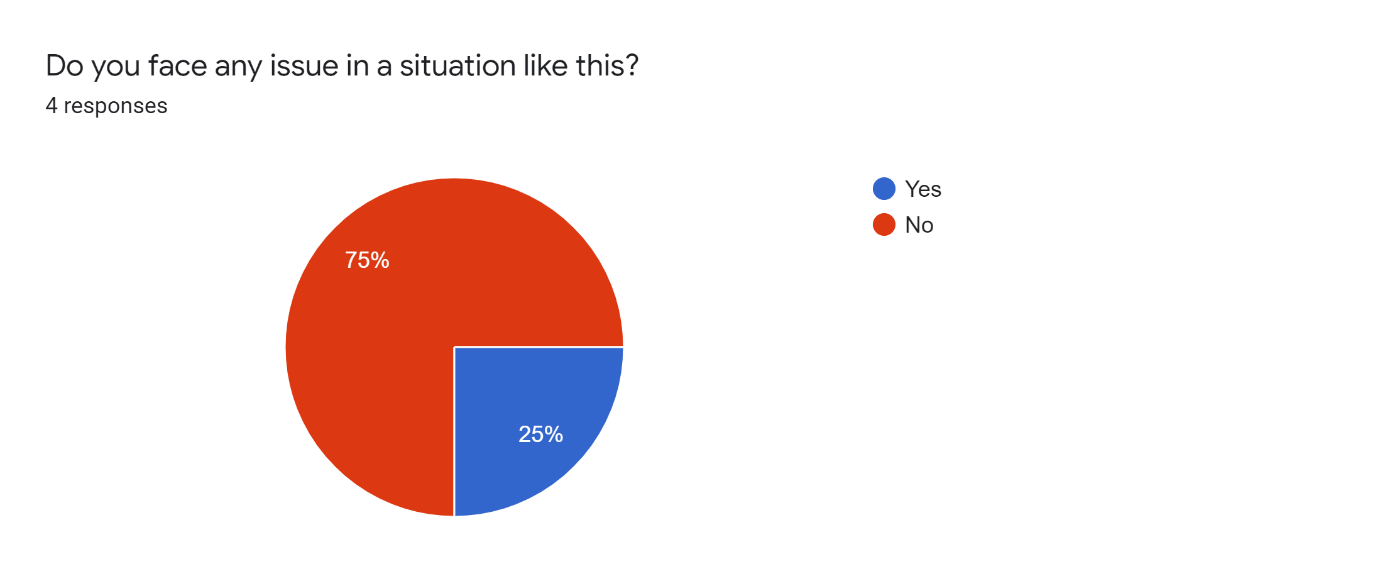 Do you face any issue in a situation like this?
4 responses
75%
25%
Yes
No